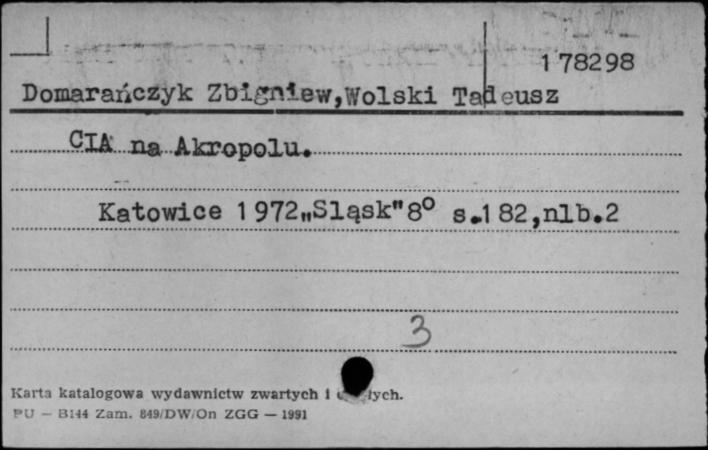 178298
Domarańczyk Zbigniew,Wolski Tadeusz
CIA na Akropolu.
Katowice 1972„Sląsk"8° s.182,nlb.2
3
Karta katalogowa wydawnictw zwartych i
PU — B144 Zam. 849/DW/On ZGG — 1991